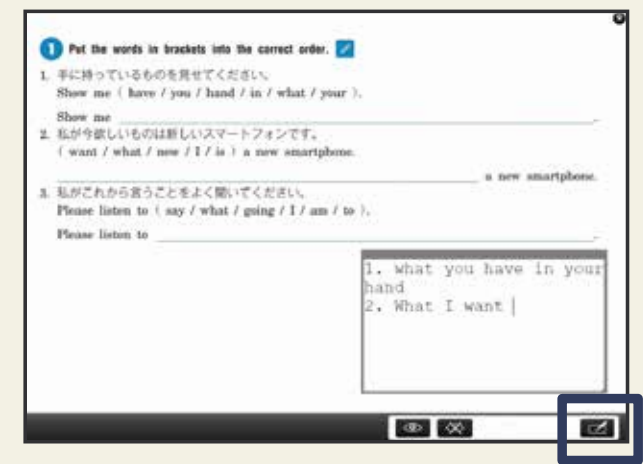 1 Put the words in brackets into the correct order.
1. 手に持っているものを見せてください。
Show me ( have / you / hand / in / what / your ).
Show me .
2. 私が今欲しいものは新しいスマートフォンです。
( want / what / now / I / is ) a new smartphone.
a new smartphone.
3. 私がこれから言うことをよく聞いてください。
Please listen to ( say / what / going / I / am / to ).
Please listen to .
1. what you have in your
hand
2. What I want